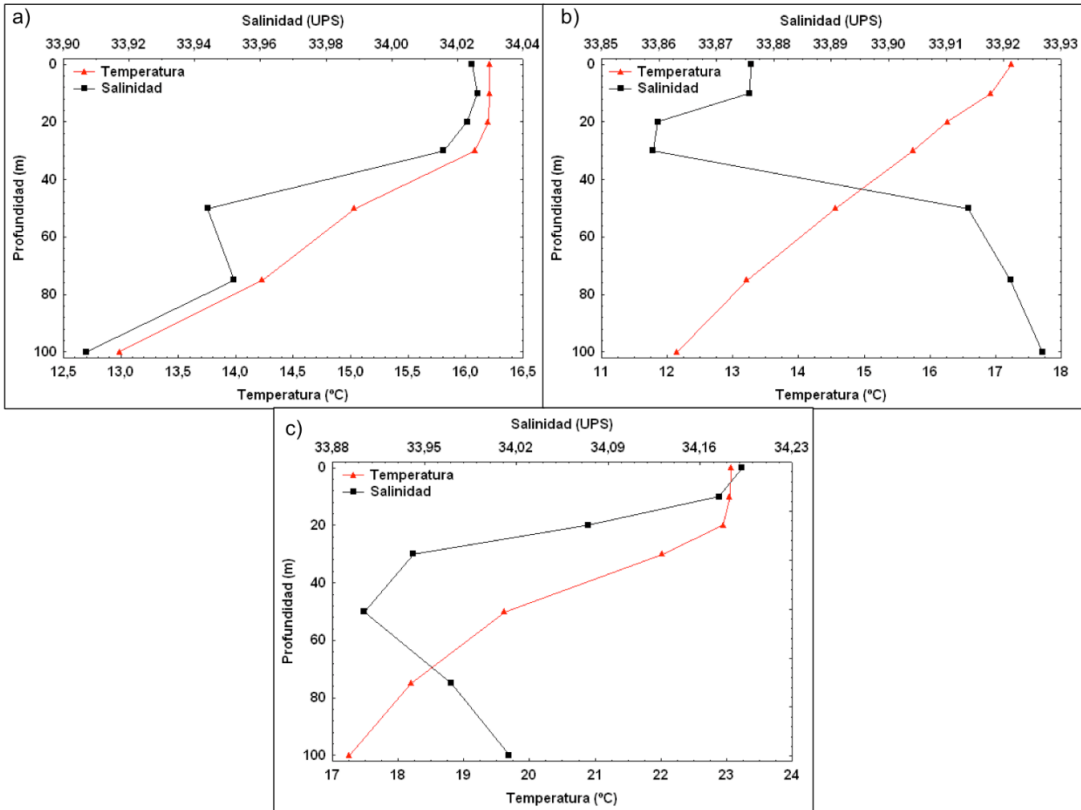 a)
Salinidad (UPS)
33,90 33,92 33,94 33,96 33,98 34,00 34,02 34,04
Temperatura
Salinidad
Profundidad (m)
0
20
40
60
80
100
12,5 13,0 13,5 14,0 14,5 15,0 15,5 16,0 16,5
Temperatura (ºC)
b)
Salinidad (UPS)
33,85 33,86 33,87 33,88 33,89 33,90 33,91 33,92 33,93
Temperatura
Salinidad
Profundidad (m)
0
20
40
60
80
100
11 12 13 14 15 16 17 18
Temperatura (ºC)
c)
Salinidad (UPS)
33,88 33,95 34,02 34,09 34,16 34,23
Temperatura
Salinidad
Profundidad (m)
0
20
40
60
80
100
17 18 19 20 21 22 23 24
Temperatura (ºC)